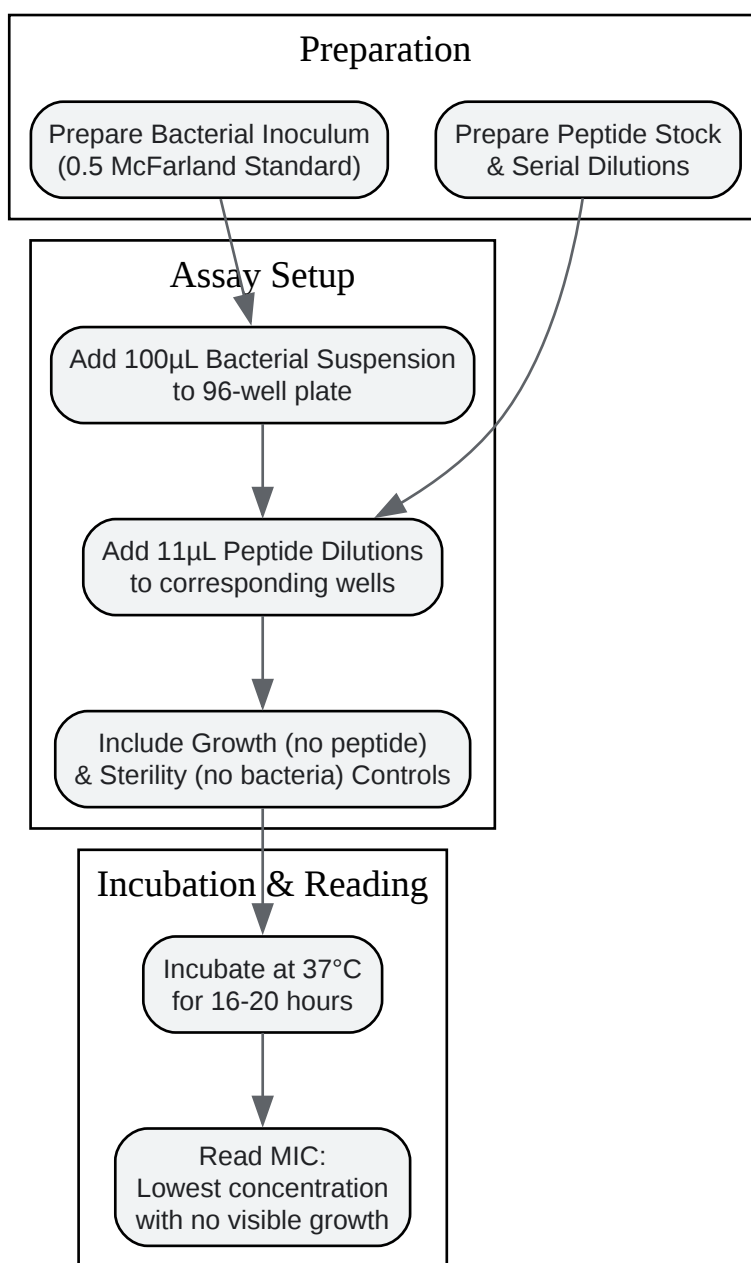 Preparation
Prepare Bacterial Inoculum
(0.5 McFarland Standard)
Prepare Peptide Stock
& Serial Dilutions
Assay Setup
Add 100µL Bacterial Suspension
to 96-well plate
Add 11µL Peptide Dilutions
to corresponding wells
Include Growth (no peptide)
& Sterility (no bacteria) Controls
Incubation & Reading
Incubate at 37°C
for 16-20 hours
Read MIC:
Lowest concentration
with no visible growth